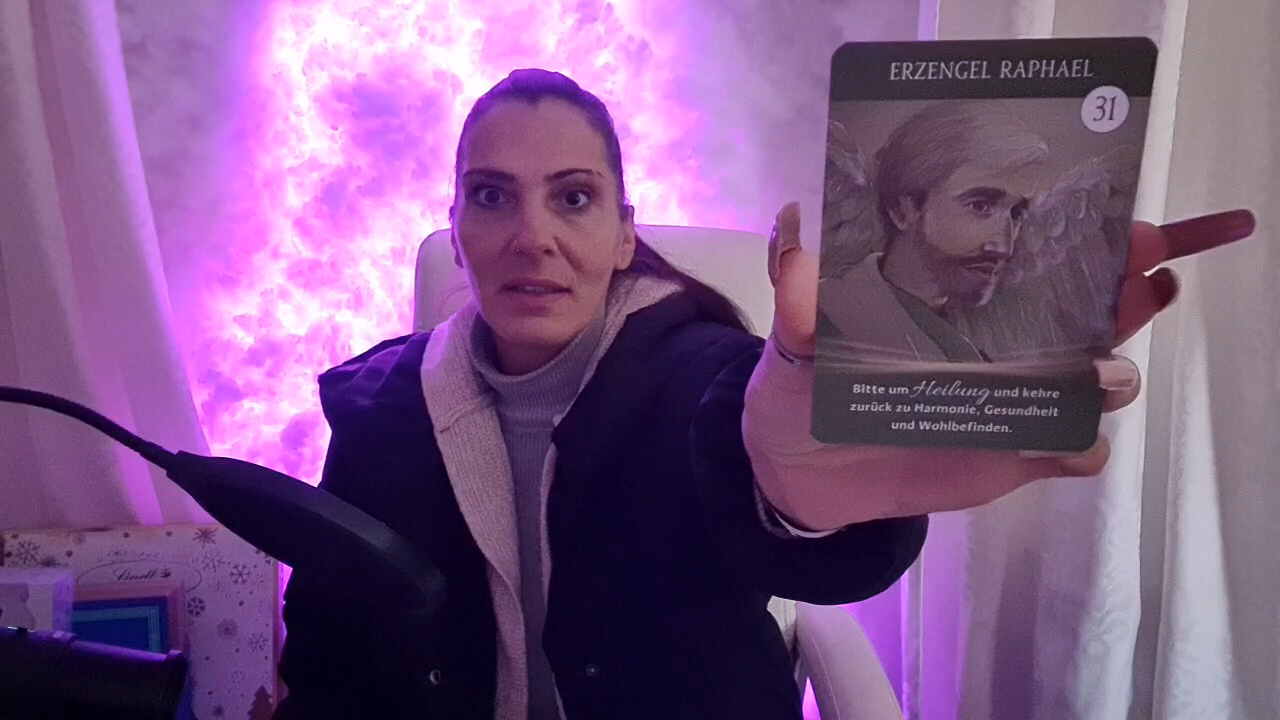 ERZENGEL RAPHAEL
31
Bitte um Heilung und kehre
zurück zu Harmonie, Gesundheit
und Wohlbefinden.
Lindt